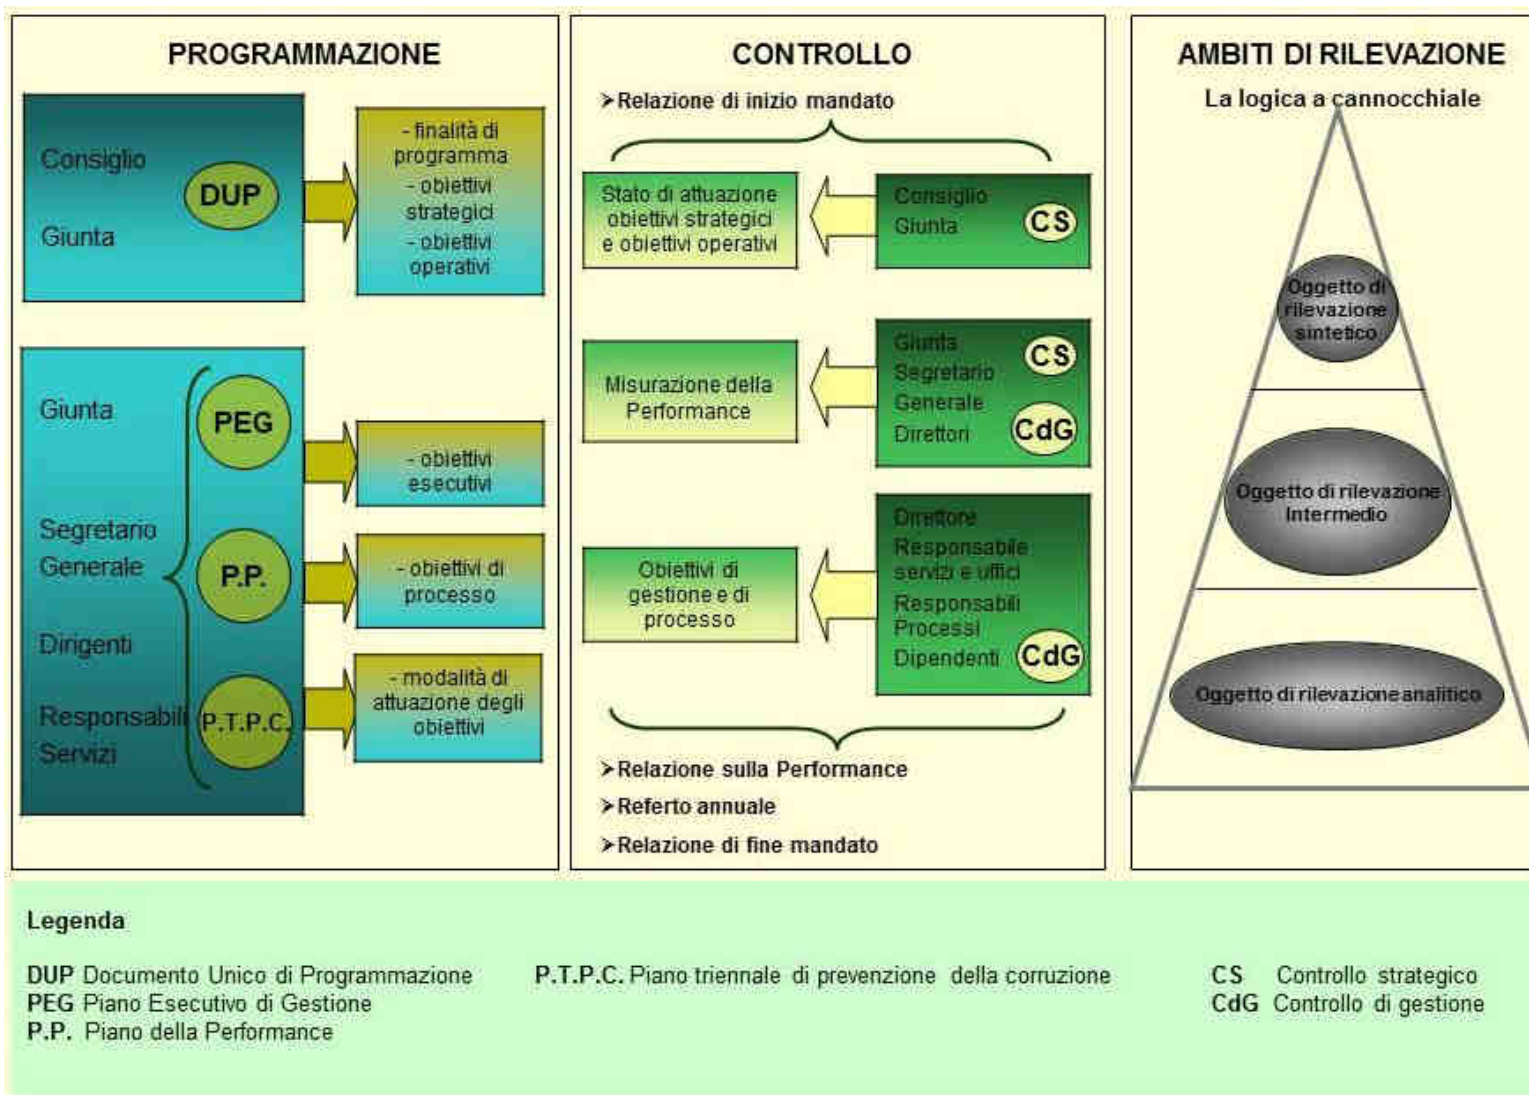 PROGRAMMAZIONE
Consiglio
Giunta
DUP
- finalità di
programma
- obiettivi
strategici
- obiettivi
operativi
Giunta
Segretario
Generale
Dirigenti
Responsabili
Servizi
PEG
P.P.
P.T.P.C.
- obiettivi
esecutivi
- obiettivi di
processo
- modalità di
attuazione degli
obiettivi
CONTROLLO
➢Relazione di inizio mandato
Stato di attuazione
obiettivi strategici
e obiettivi operativi
Consiglio
Giunta
CS
Misurazione della
Performance
Giunta
Segretario
Generale
Direttori
CS
CdG
Obiettivi di
gestione e di
processo
Direttore
Responsabile
servizi e uffici
Responsabili
Processi
Dipendenti
CdG
➢Relazione sulla Performance
➢Referto annuale
➢Relazione di fine mandato
AMBITI DI RILEVAZIONE
La logica a cannocchiale
Oggetto di
rilevazione
sintetico
Oggetto di rilevazione
Intermedio
Oggetto di rilevazione analitico
Legenda
DUP Documento Unico di Programmazione
PEG Piano Esecutivo di Gestione
P.P. Piano della Performance
P.T.P.C. Piano triennale di prevenzione della corruzione
CS Controllo strategico
CdG Controllo di gestione